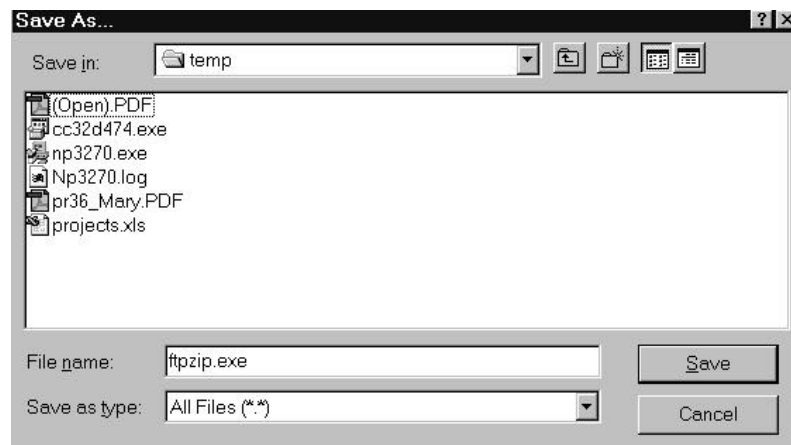 Save As...
Save in: temp
(Open).PDF
cc32d474.exe
np3270.exe
Np3270.log
pr36_Mary.PDF
projects.xls
File name: ftpzip.exe Save
Save as type: All Files (*.*) Cancel